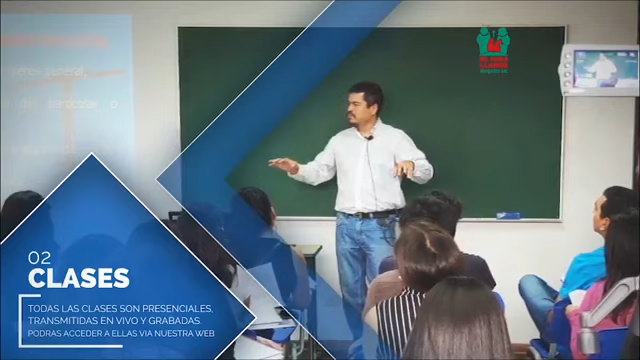 02
CLASES
TODAS LAS CLASES SON PRESENCIALES,
TRANSMITIDAS EN VIVO Y GRABADAS.
PODRAS ACCEDER A ELLAS VIA NUESTRA WEB